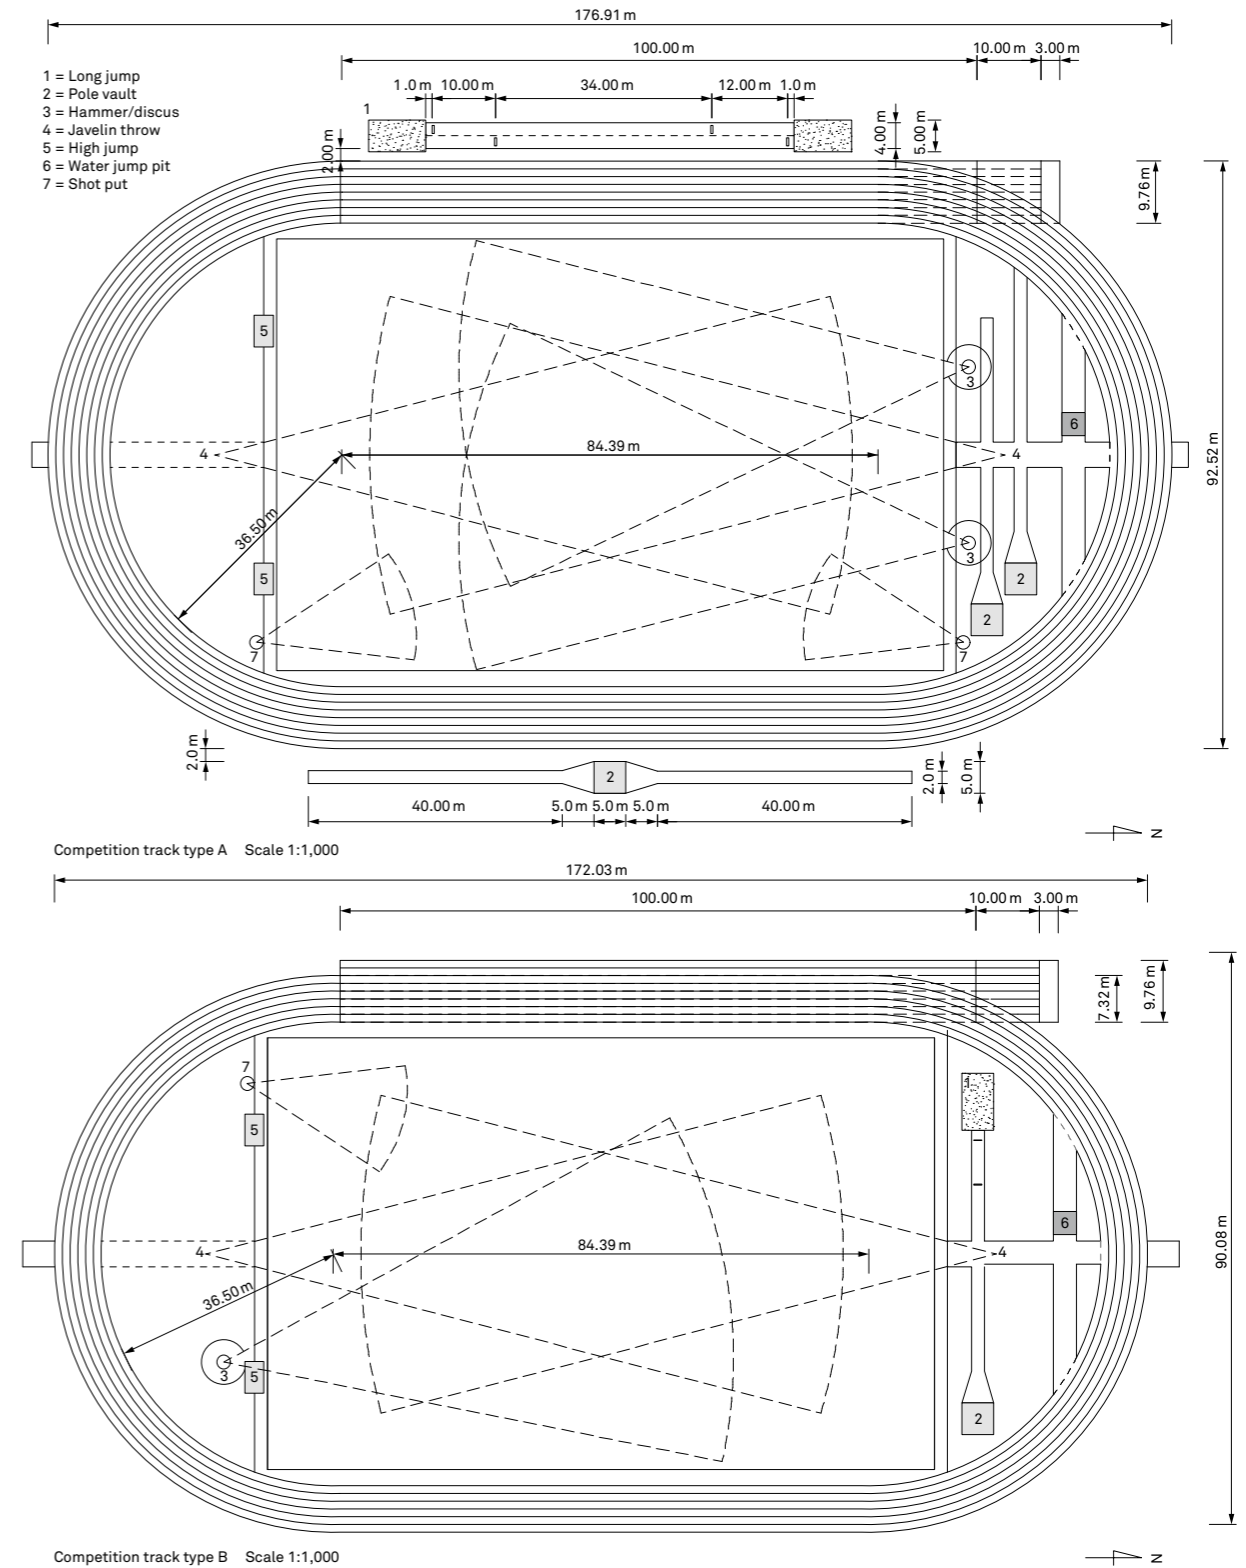 176.91 m
100.00 m
10.00 m
3.00 m
1 = Long jump
2 = Pole vault
3 = Hammer/discus
4 = Javelin throw
5 = High jump
6 = Water jump pit
7 = Shot put
1.0 m
10.00 m
34.00 m
12.00 m
1.0 m
1
2.00 m
4.00 m
5.00 m
9.76 m
5
3
6
4
84.39 m
4
92.52 m
36.50 m
3
5
2
2
7
7
2.0 m
2
2.0 m
5.0 m
40.00 m
5.0 m
5.0 m
5.0 m
40.00 m
N
Competition track type A Scale 1:1,000
172.03 m
100.00 m
10.00 m
3.00 m
7.32 m
9.76 m
7
1
5
6
4
84.39 m
4
90.08 m
36.50 m
3
5
2
N
Competition track type B Scale 1:1,000